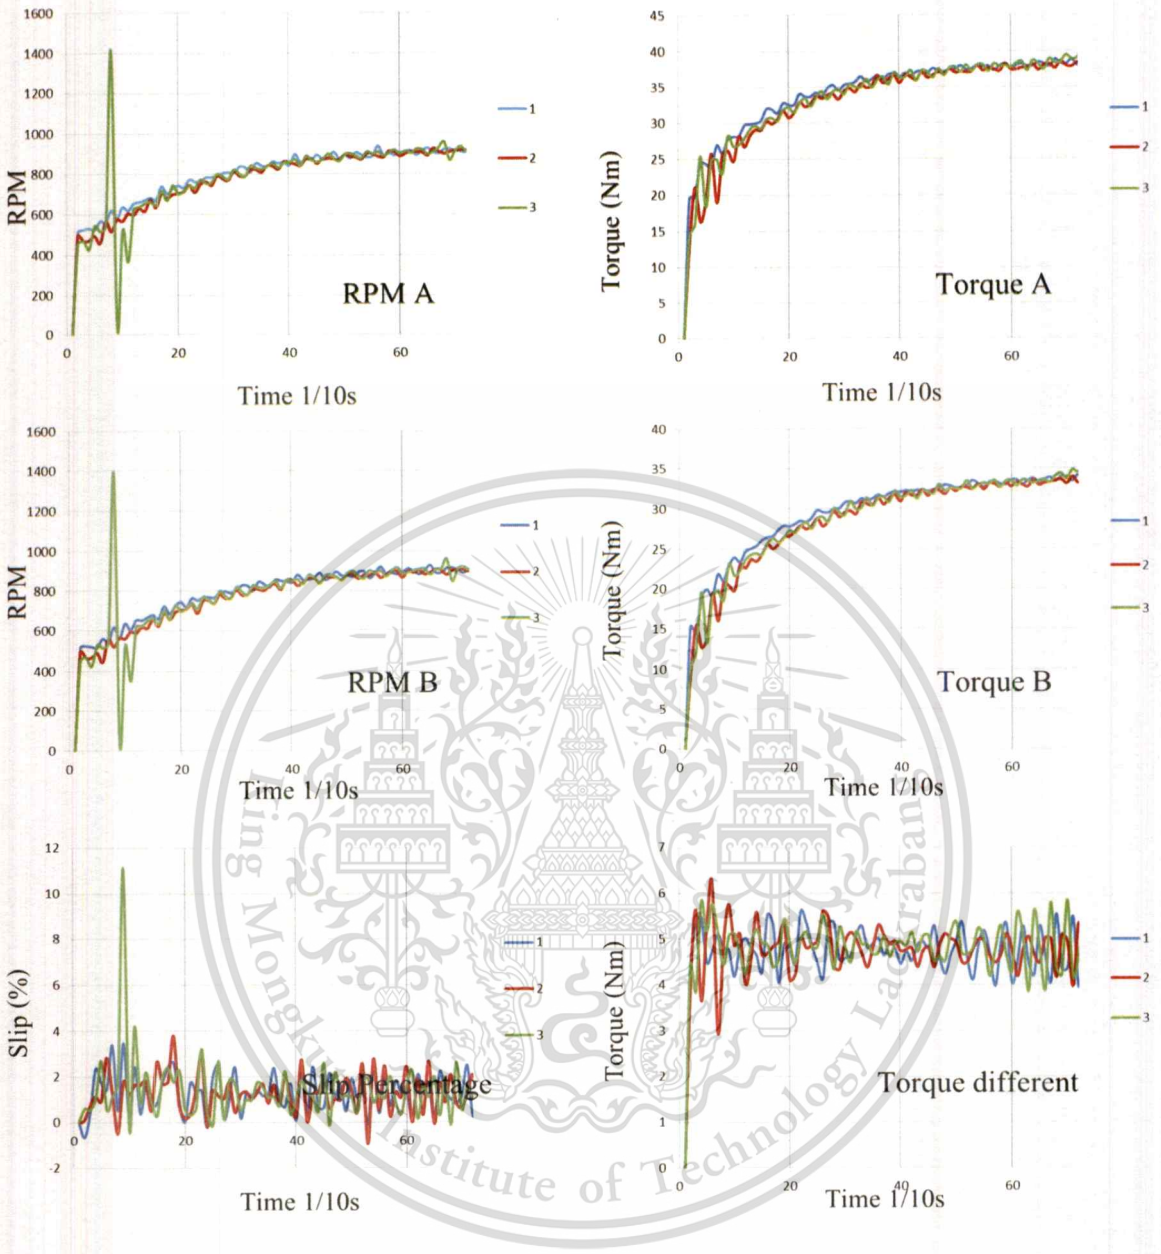 1600
1400
1200
1000
800
600
400
200
0
0 20 40 60
RPM
RPM A
Time 1/10s
1
2
3
45
40
35
30
25
20
15
10
5
0
0 20 40 60
Torque (Nm)
Torque A
Time 1/10s
1
2
3
1600
1400
1200
1000
800
600
400
200
0
0 20 40 60
RPM
RPM B
Time 1/10s
1
2
3
40
35
30
25
20
15
10
5
0
0 20 40 60
Torque (Nm)
Torque B
Time 1/10s
1
2
3
12
10
8
6
4
2
0
-2
0 20 40 60
Slip (%)
Slip Percentage
Time 1/10s
1
2
3
7
6
5
4
3
2
1
0
0 20 40 60
Torque (Nm)
Torque different
Time 1/10s
1
2
3
King Mongkut's Institute of Technology Ladkrabang